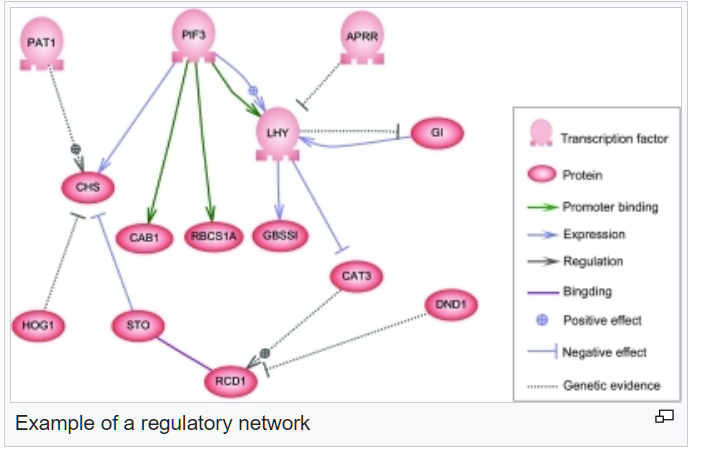 PAT1
PIF3
APRR
LHY
GI
CHS
CAB1
RBCS1A
GBSSI
CAT3
DND1
HOG1
STO
RCD1
Transcription factor
Protein
Promoter binding
Expression
Regulation
Bingding
Positive effect
Negative effect
Genetic evidence
Example of a regulatory network